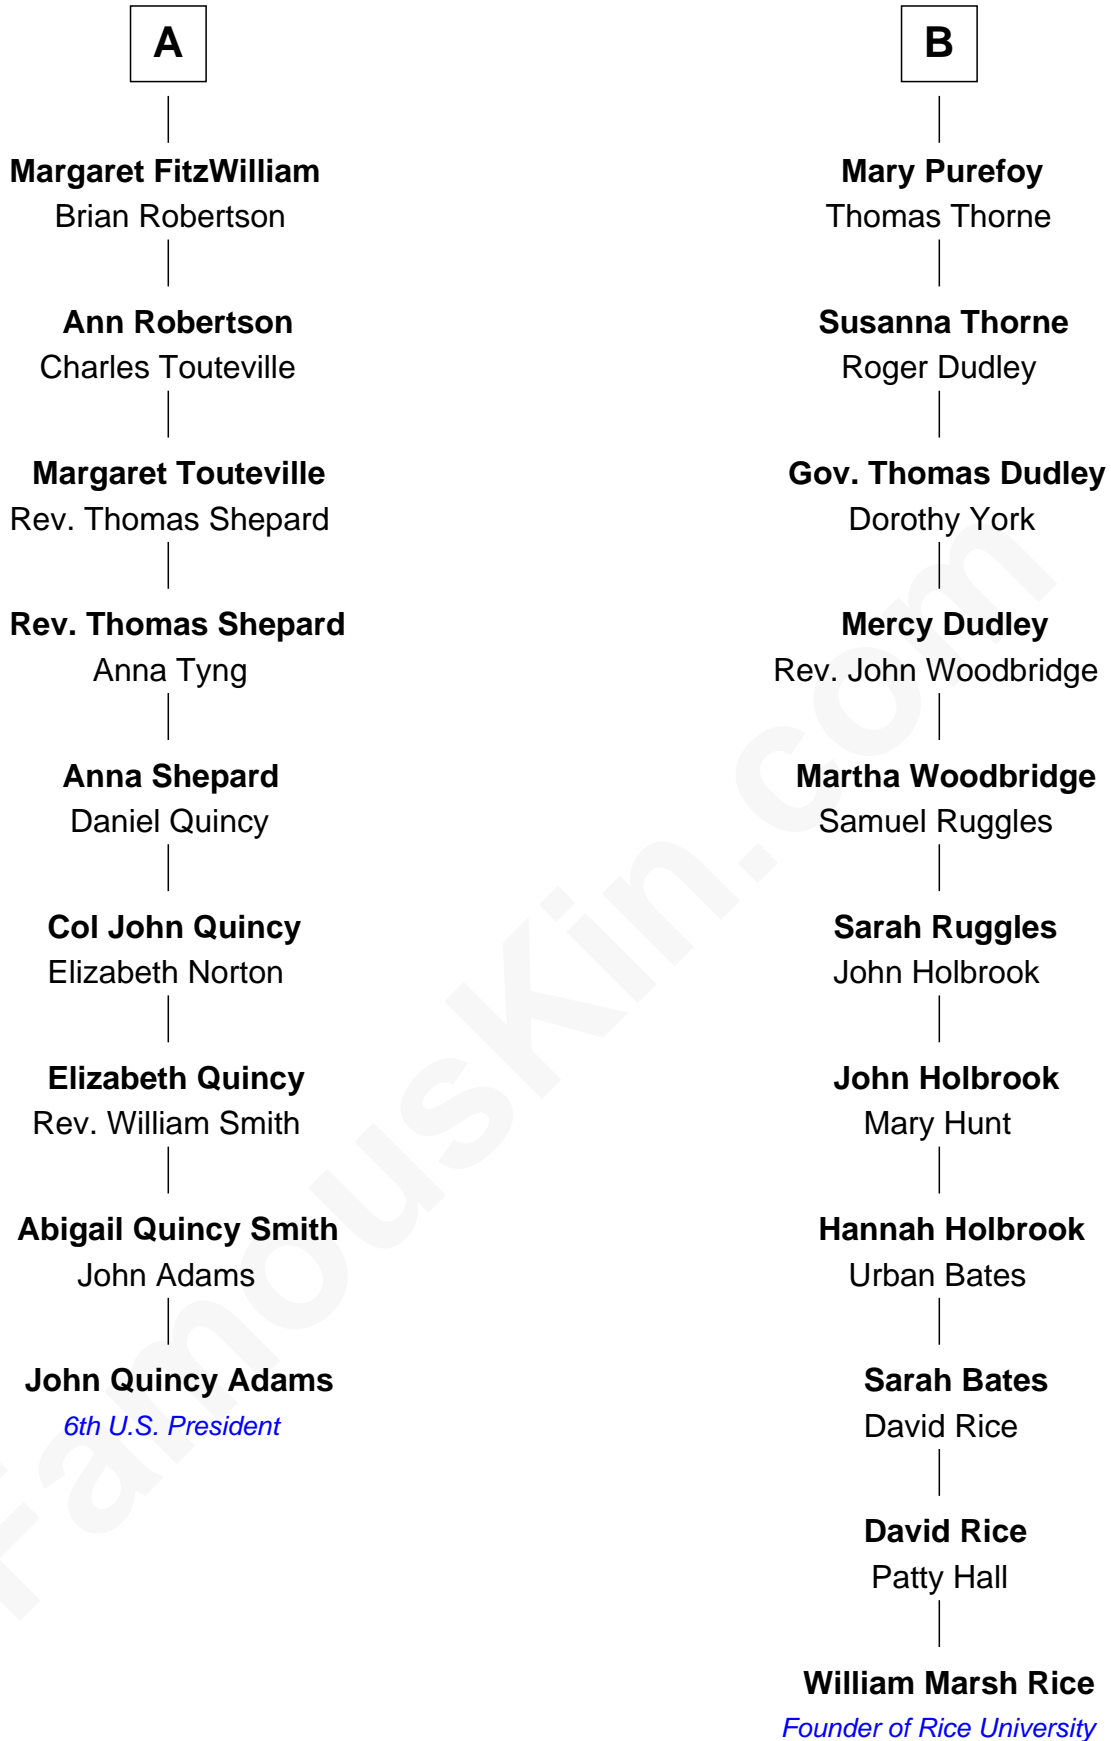 A
Margaret FitzWilliam
Brian Robertson
Ann Robertson
Charles Touteville
Margaret Touteville
Rev. Thomas Shepard
Rev. Thomas Shepard
Anna Tyng
Anna Shepard
Daniel Quincy
Col John Quincy
Elizabeth Norton
Elizabeth Quincy
Rev. William Smith
Abigail Quincy Smith
John Adams
John Quincy Adams
6th U.S. President
B
Mary Purefoy
Thomas Thorne
Susanna Thorne
Roger Dudley
Gov. Thomas Dudley
Dorothy York
Mercy Dudley
Rev. John Woodbridge
Martha Woodbridge
Samuel Ruggles
Sarah Ruggles
John Holbrook
John Holbrook
Mary Hunt
Hannah Holbrook
Urban Bates
Sarah Bates
David Rice
David Rice
Patty Hall
William Marsh Rice
Founder of Rice University
FamousKin.com